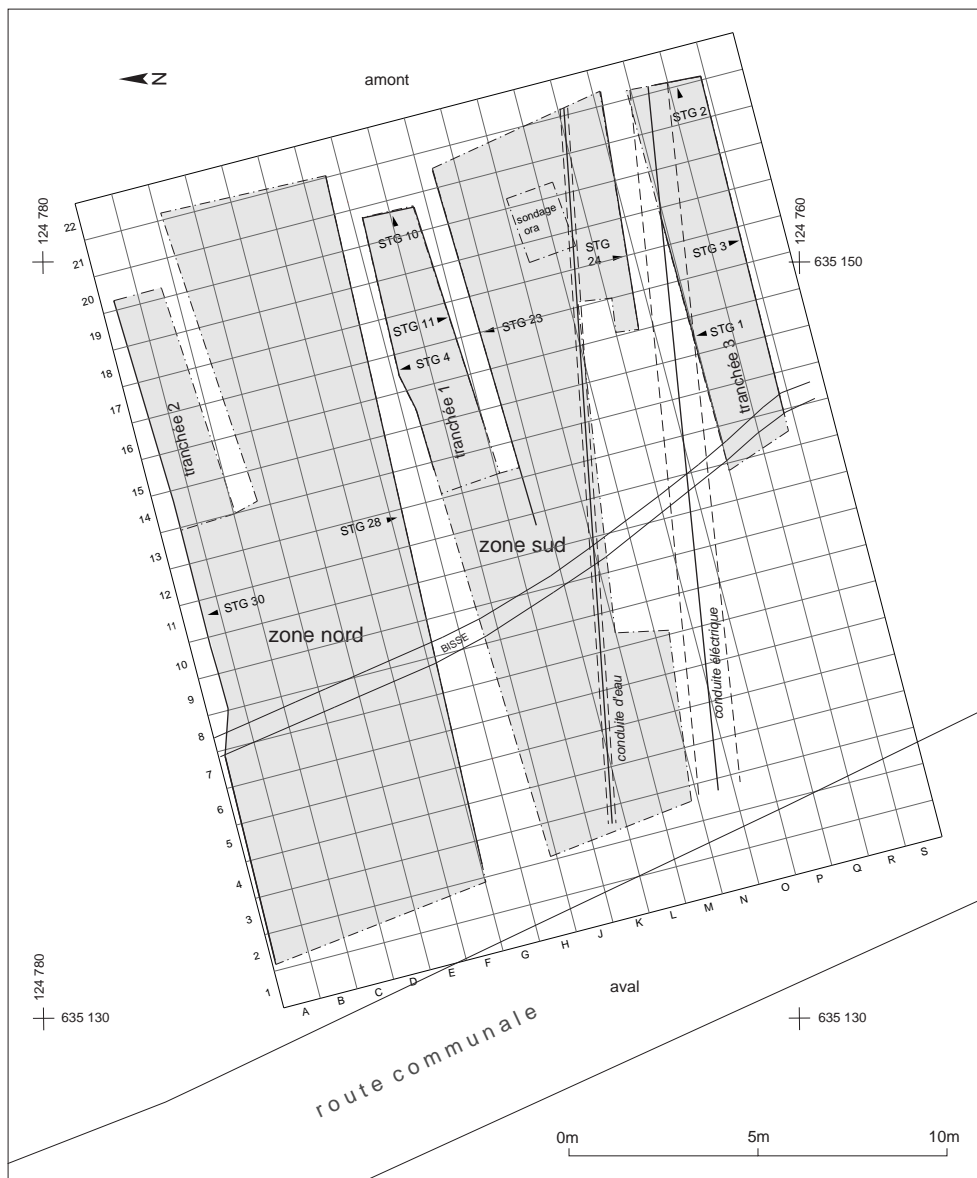 N
amont
124 780
124 760
635 150
22
21
20
19
18
17
16
15
14
13
12
11
10
9
8
7
6
5
4
3
2
1
STG 2
STG 10
sondage
ora
STG
24
STG 3
STG 11
STG 23
STG 1
STG 4
tranchée 3
tranchée 2
tranchée 1
STG 28
zone sud
STG 30
zone nord
BISSE
conduite d'eau
conduite éléctrique
A
B
C
D
E
F
G
H
J
K
L
M
N
O
P
Q
R
S
aval
124 780
635 130
635 130
route communale
0m
5m
10m